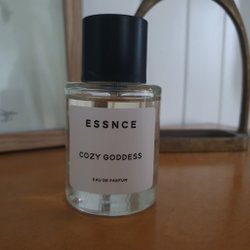 ESSNCE
COZY GODDESS
EAU DE PARFUM